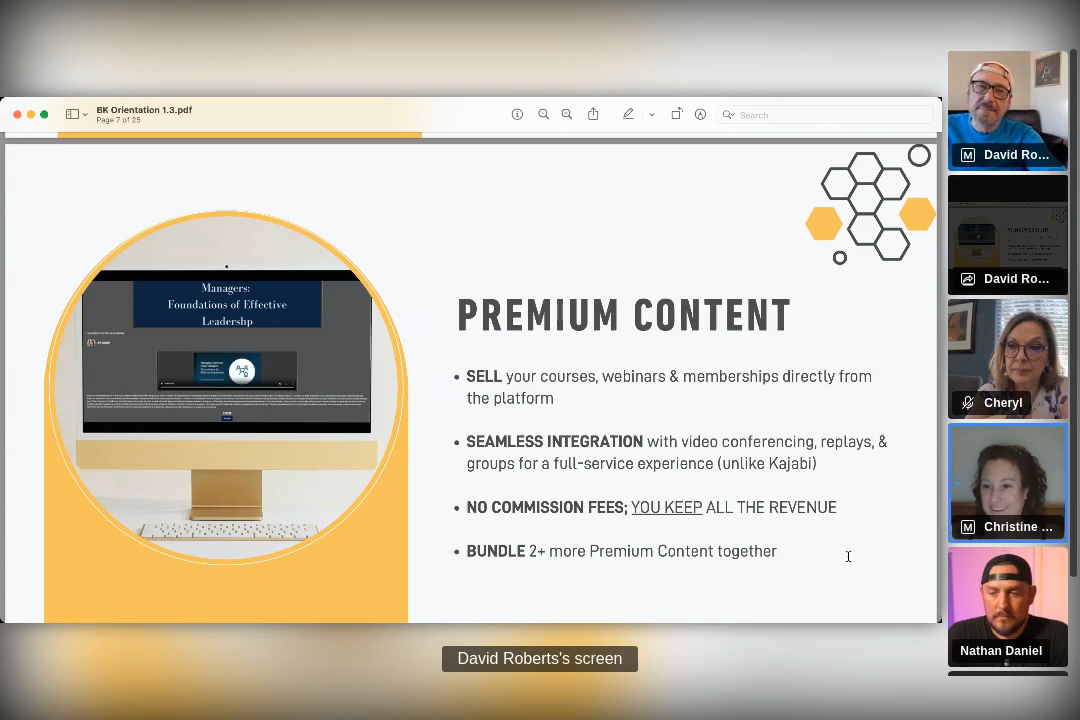 BK Orientation 1.3.pdf
Page 7 of 25
Search
Managers:
Foundations of Effective
Leadershp
PREMIUM CONTENT
• SELL your courses, webinars & memberships directly from
the platform
• SEAMLESS INTEGRATION with video conferencing, replays, &
groups for a full-service experience (unlike Kajabi)
• NO COMMISSION FEES; YOU KEEP ALL THE REVENUE
• BUNDLE 2+ more Premium Content together
David Roberts's screen
M David Ro...
David Ro...
Cheryl
M Christine ...
Nathan Daniel